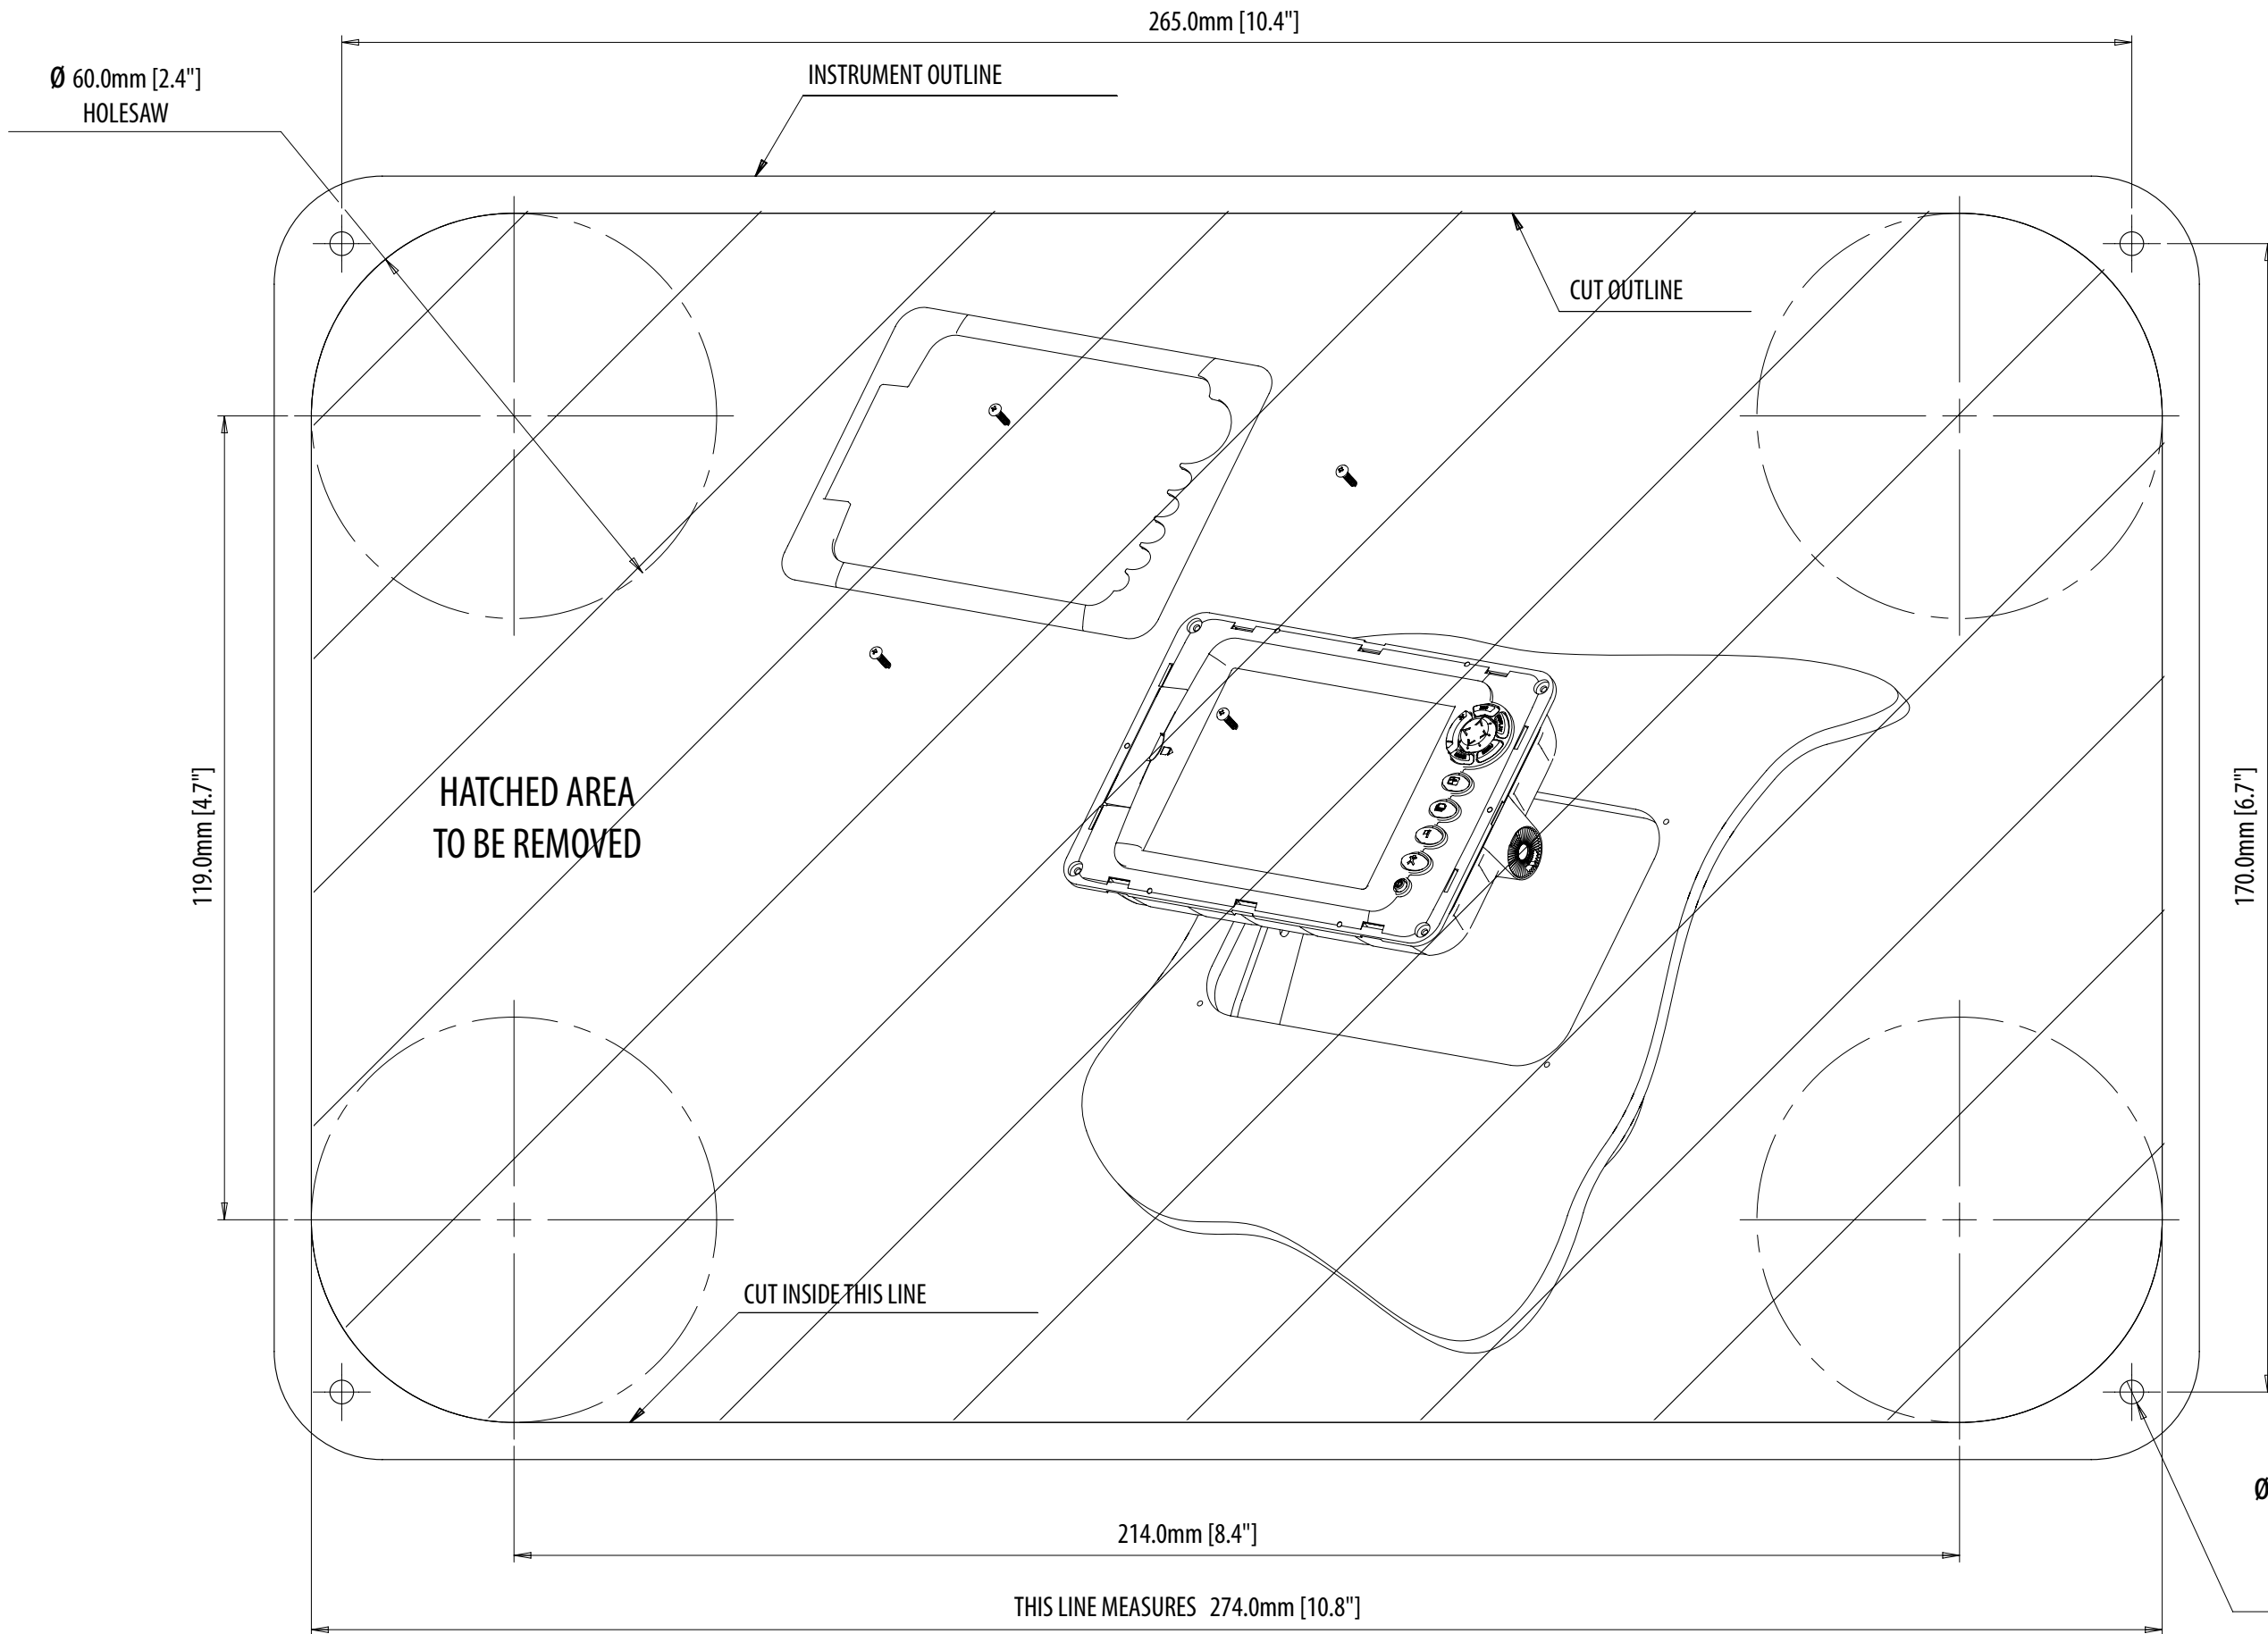 265.0mm [10.4"]
Ø 60.0mm [2.4"]
HOLESAW
INSTRUMENT OUTLINE
CUT OUTLINE
HATCHED AREA
TO BE REMOVED
119.0mm [4.7"]
170.0mm [6.7"]
CUT INSIDE THIS LINE
Ø
214.0mm [8.4"]
THIS LINE MEASURES 274.0mm [10.8"]